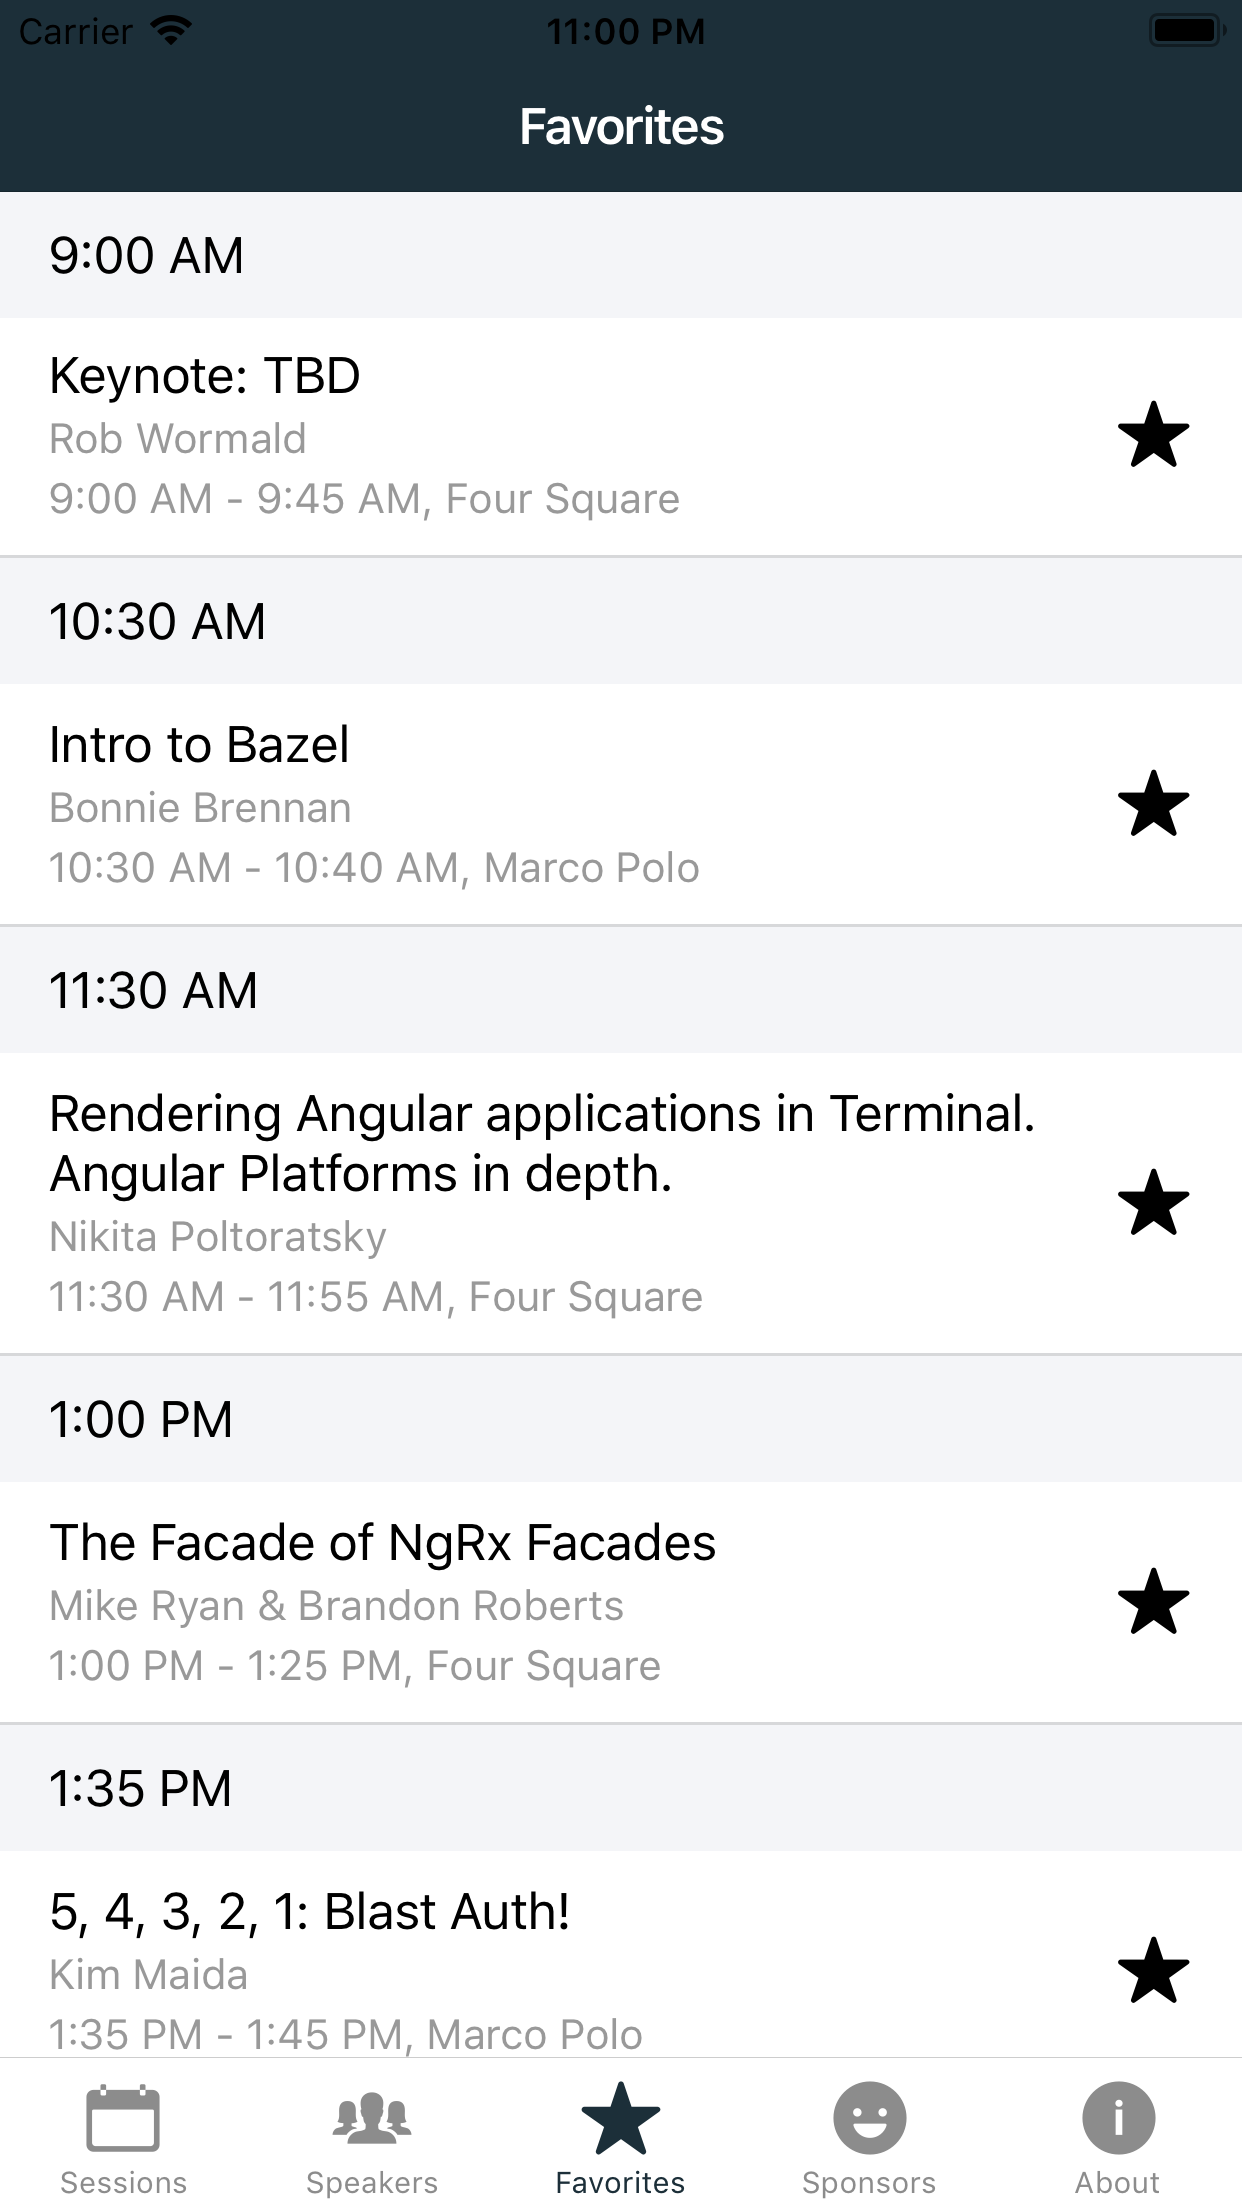 Carrier 11:00 PM
Favorites
9:00 AM
Keynote: TBD
Rob Wormald
9:00 AM - 9:45 AM, Four Square
10:30 AM
Intro to Bazel
Bonnie Brennan
10:30 AM - 10:40 AM, Marco Polo
11:30 AM
Rendering Angular applications in Terminal.
Angular Platforms in depth.
Nikita Poltoratsky
11:30 AM - 11:55 AM, Four Square
1:00 PM
The Facade of NgRx Facades
Mike Ryan & Brandon Roberts
1:00 PM - 1:25 PM, Four Square
1:35 PM
5, 4, 3, 2, 1: Blast Auth!
Kim Maida
1:35 PM - 1:45 PM, Marco Polo
Sessions Speakers Favorites Sponsors About